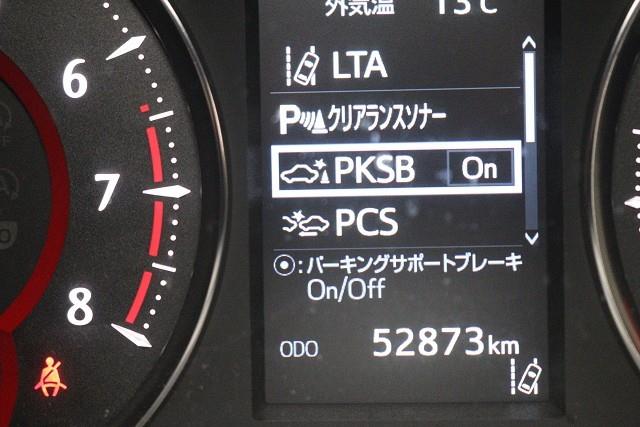 外気温 13℃
LTA
Pクリアランスソナー
PKSB On
PCS
⦿:パーキングサポートブレーキ
On/Off
ODO 52873km
6
7
8